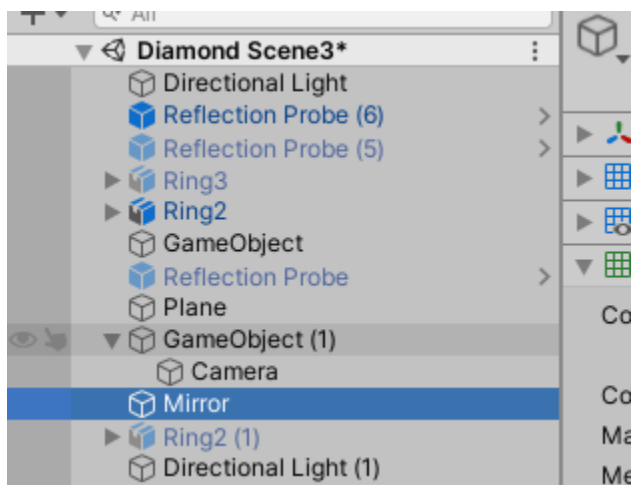 All
Diamond Scene3*
Directional Light
Reflection Probe (6)
Reflection Probe (5)
Ring3
Ring2
GameObject
Reflection Probe
Plane
GameObject (1)
Camera
Mirror
Ring2 (1)
Directional Light (1)
Co
Co
Ma
Me